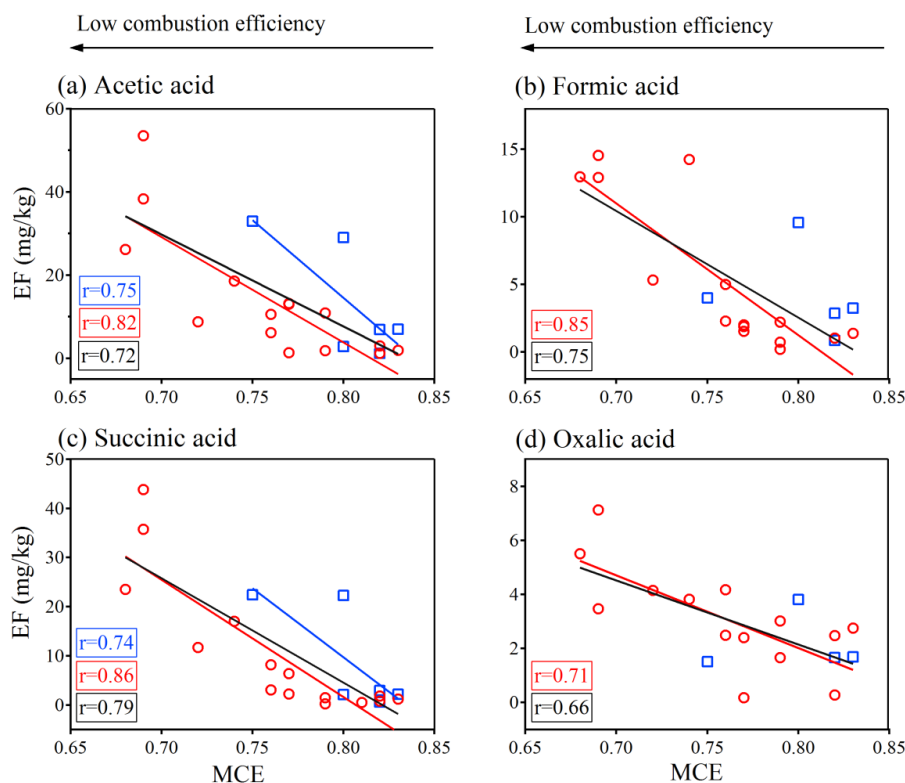 Low combustion efficiency
Low combustion efficiency
(a) Acetic acid
(b) Formic acid
60
40
20
0
EF (mg/kg)
r=0.75
r=0.82
r=0.72
0.65
0.70
0.75
0.80
0.85
15
10
5
0
r=0.85
r=0.75
0.65
0.70
0.75
0.80
0.85
(c) Succinic acid
(d) Oxalic acid
50
40
30
20
10
0
EF (mg/kg)
r=0.74
r=0.86
r=0.79
0.65
0.70
0.75
0.80
0.85
MCE
8
6
4
2
0
r=0.71
r=0.66
0.65
0.70
0.75
0.80
0.85
MCE